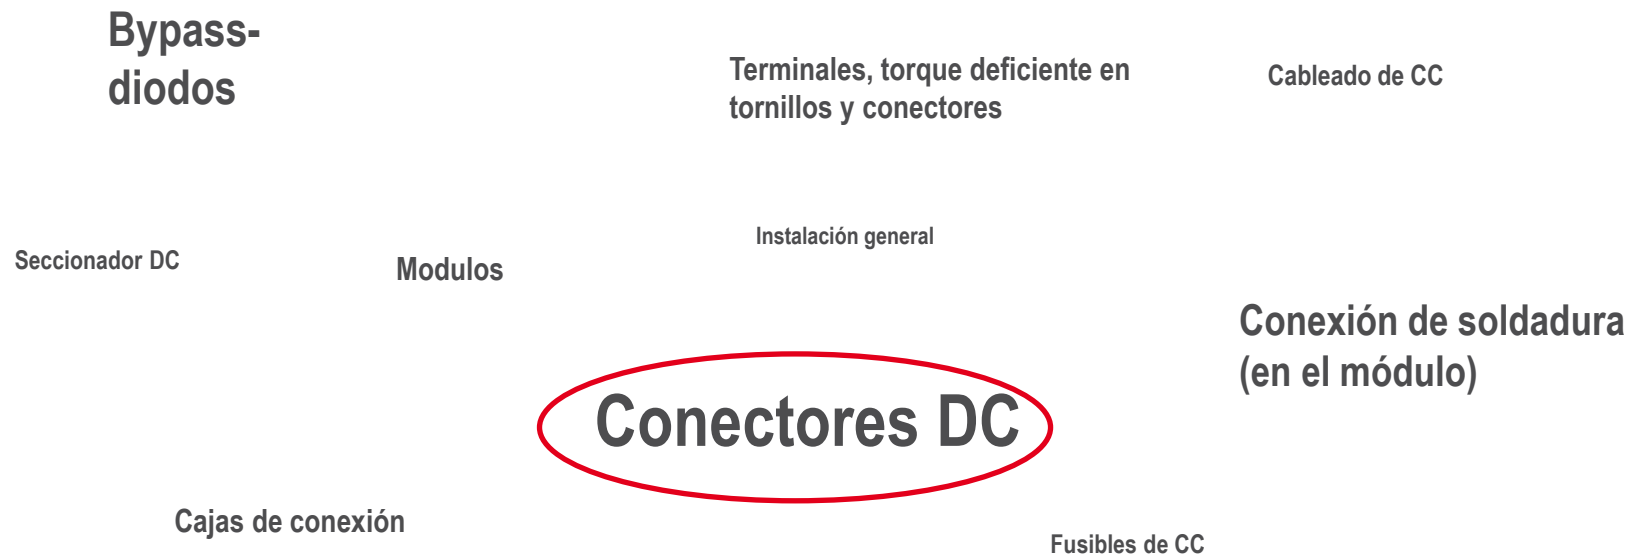 Bypass-
diodos
Terminales, torque deficiente en
tornillos y conectores
Cableado de CC
Instalación general
Seccionador DC
Modulos
Conexión de soldadura
(en el módulo)
Conectores DC
Cajas de conexión
Fusibles de CC